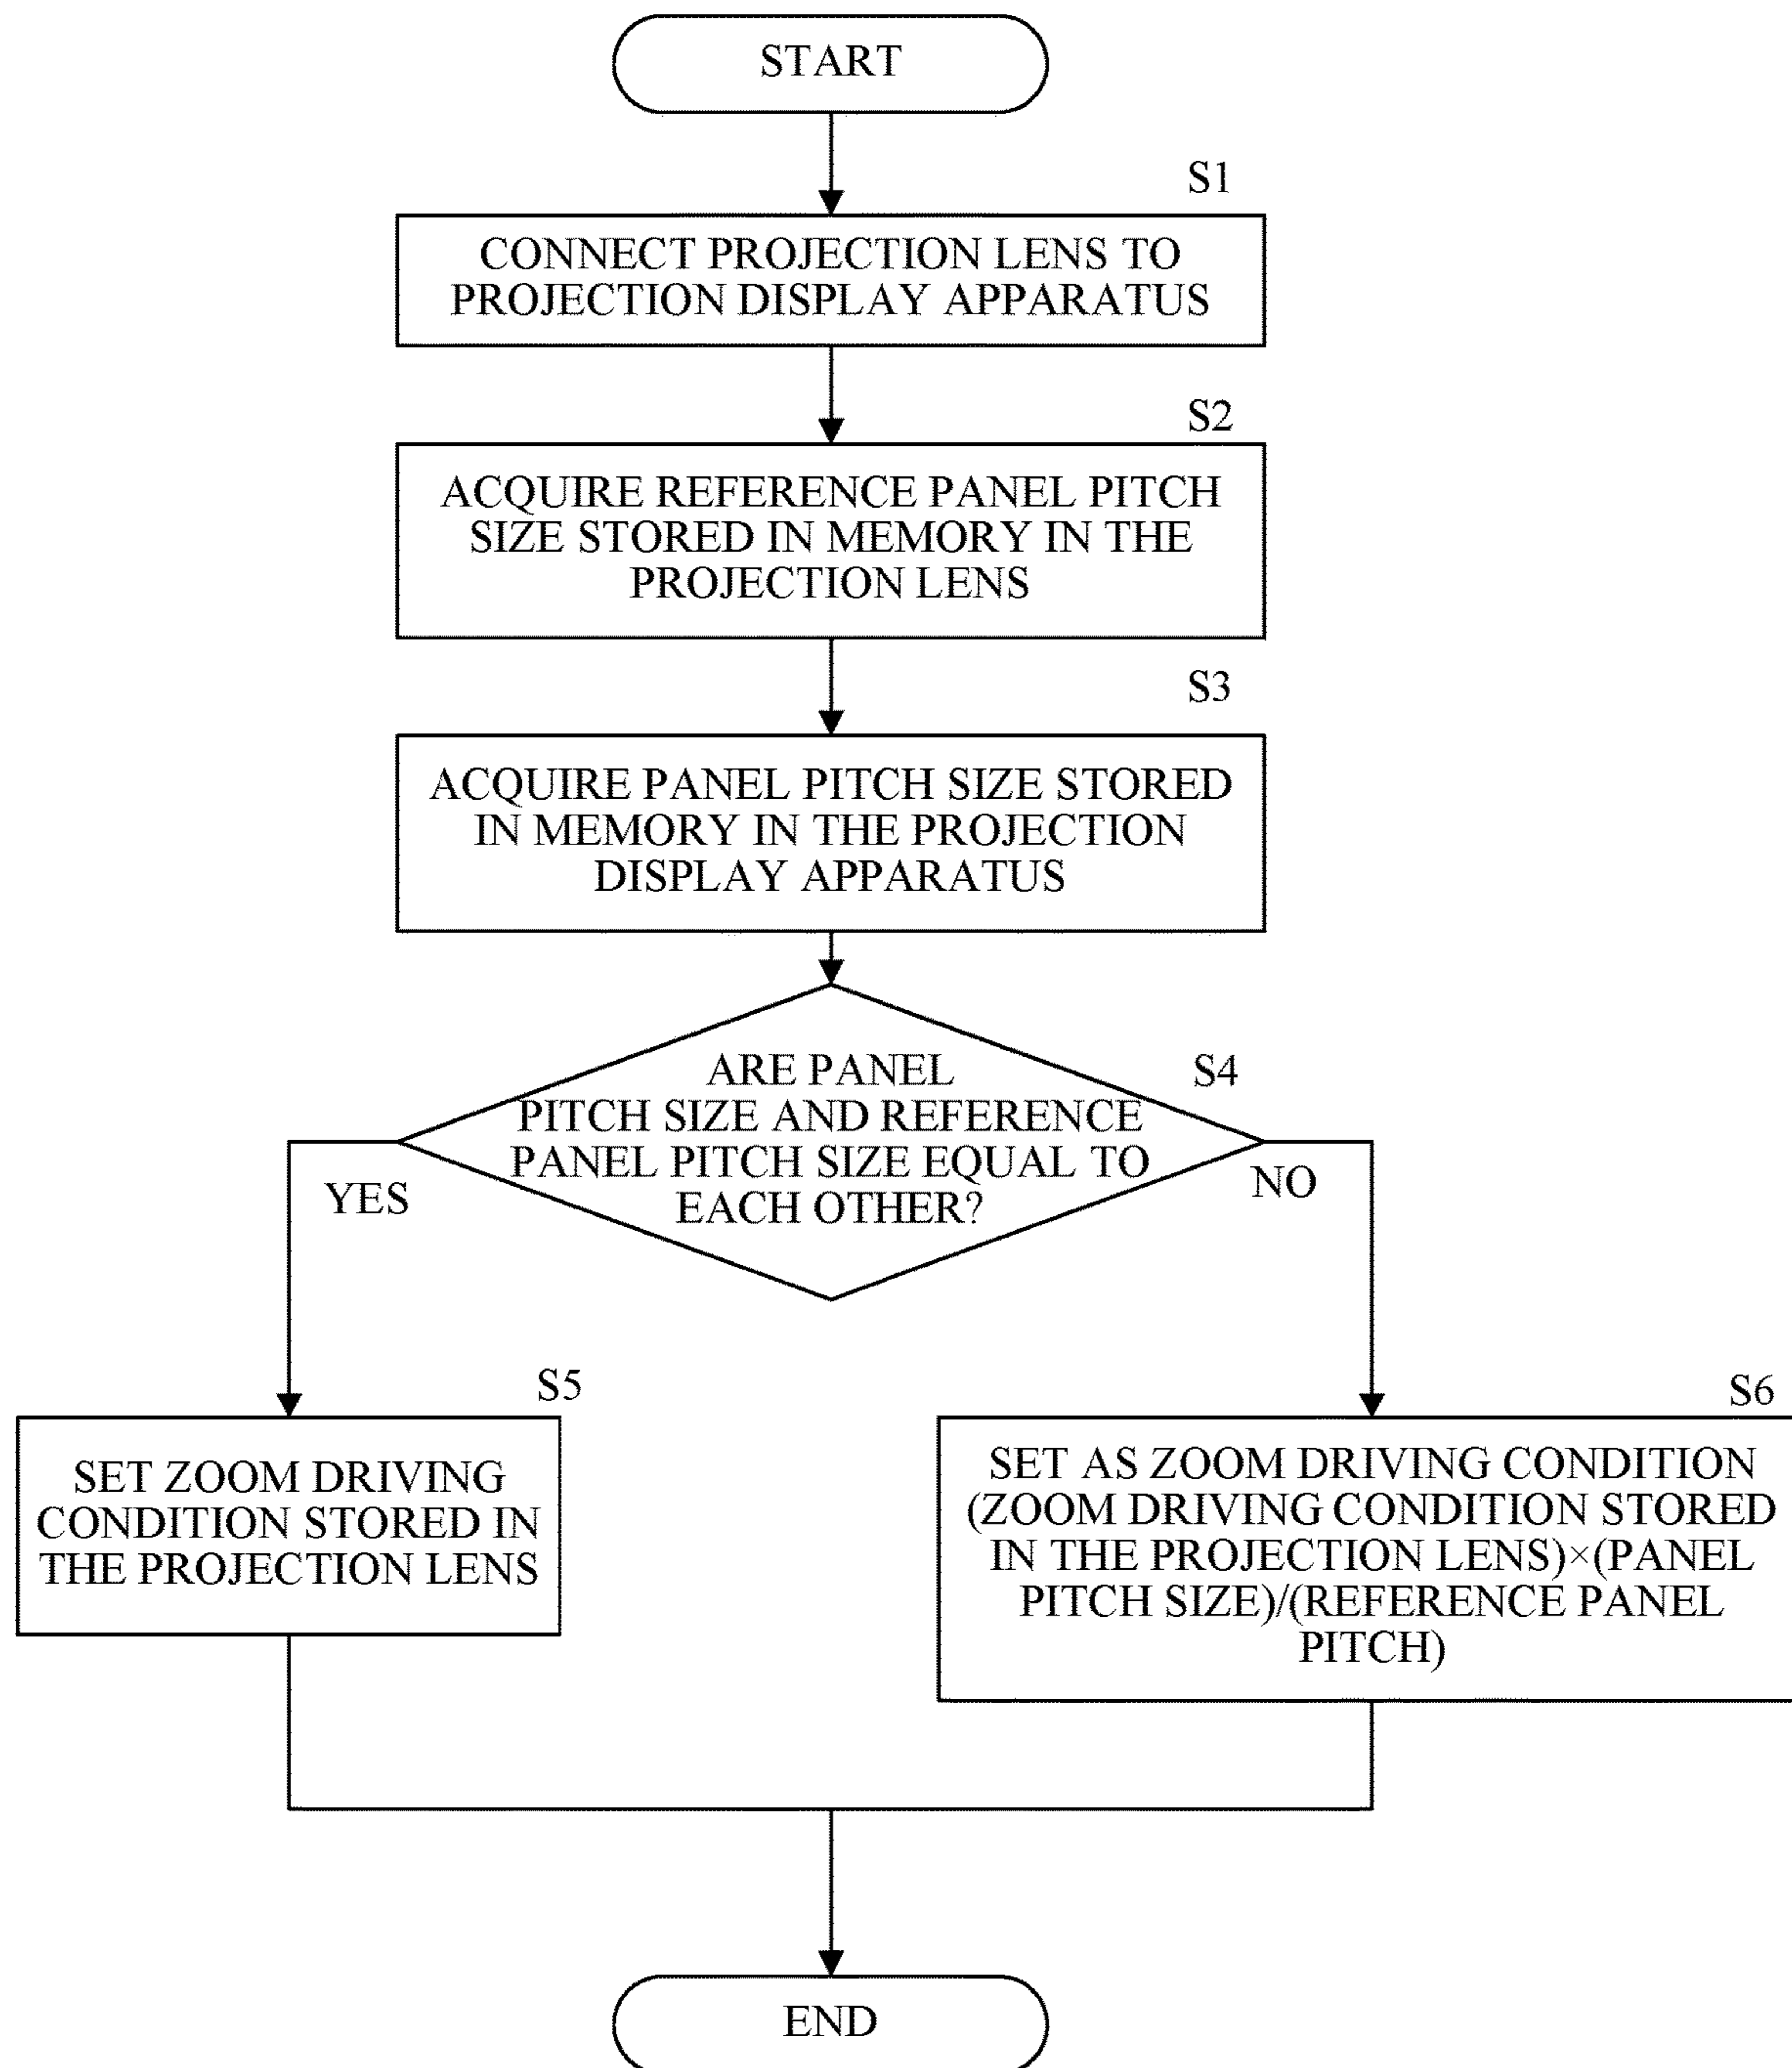 START
S1
CONNECT PROJECTION LENS TO
PROJECTION DISPLAY APPARATUS
S2
ACQUIRE REFERENCE PANEL PITCH
SIZE STORED IN MEMORY IN THE
PROJECTION LENS
S3
ACQUIRE PANEL PITCH SIZE STORED
IN MEMORY IN THE PROJECTION
DISPLAY APPARATUS
S4
ARE PANEL
PITCH SIZE AND REFERENCE
PANEL PITCH SIZE EQUAL TO
EACH OTHER?
YES
NO
S5
SET ZOOM DRIVING
CONDITION STORED IN
THE PROJECTION LENS
S6
SET AS ZOOM DRIVING CONDITION
(ZOOM DRIVING CONDITION STORED
IN THE PROJECTION LENS)×(PANEL
PITCH SIZE)/(REFERENCE PANEL
PITCH)
END